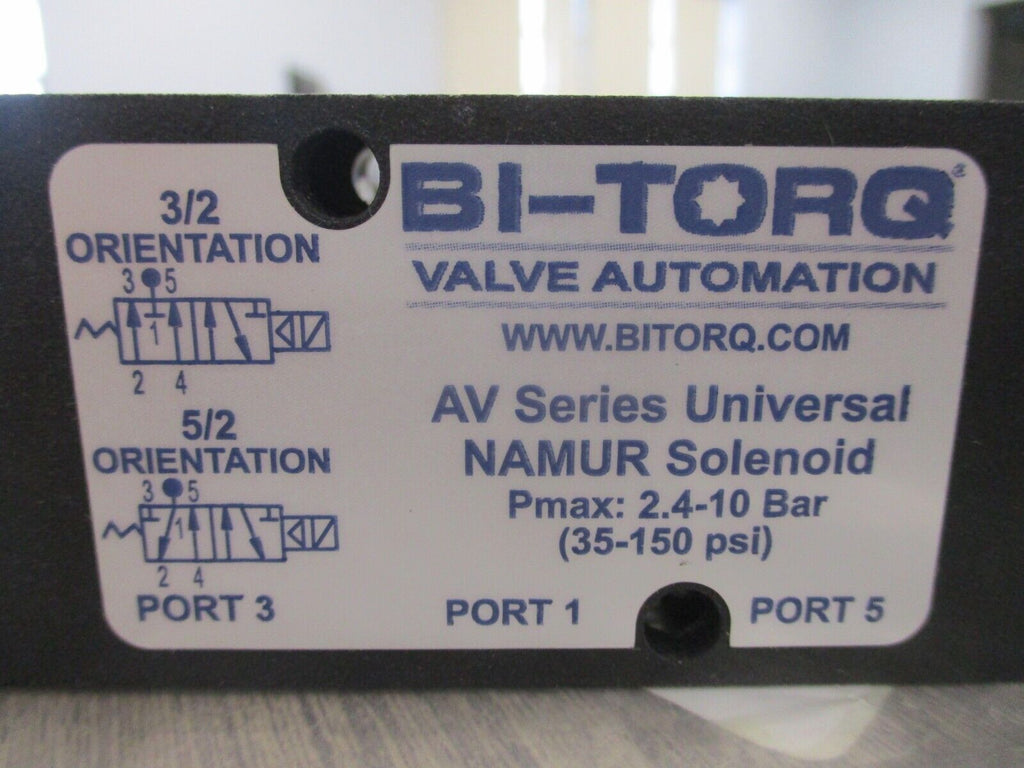 BI-TORQ®
VALVE AUTOMATION
WWW.BITORQ.COM
AV Series Universal
NAMUR Solenoid
Pmax: 2.4-10 Bar
(35-150 psi)
3/2
ORIENTATION
3 5
1
2 4
5/2
ORIENTATION
3 5
1
2 4
PORT 3 PORT 1 PORT 5